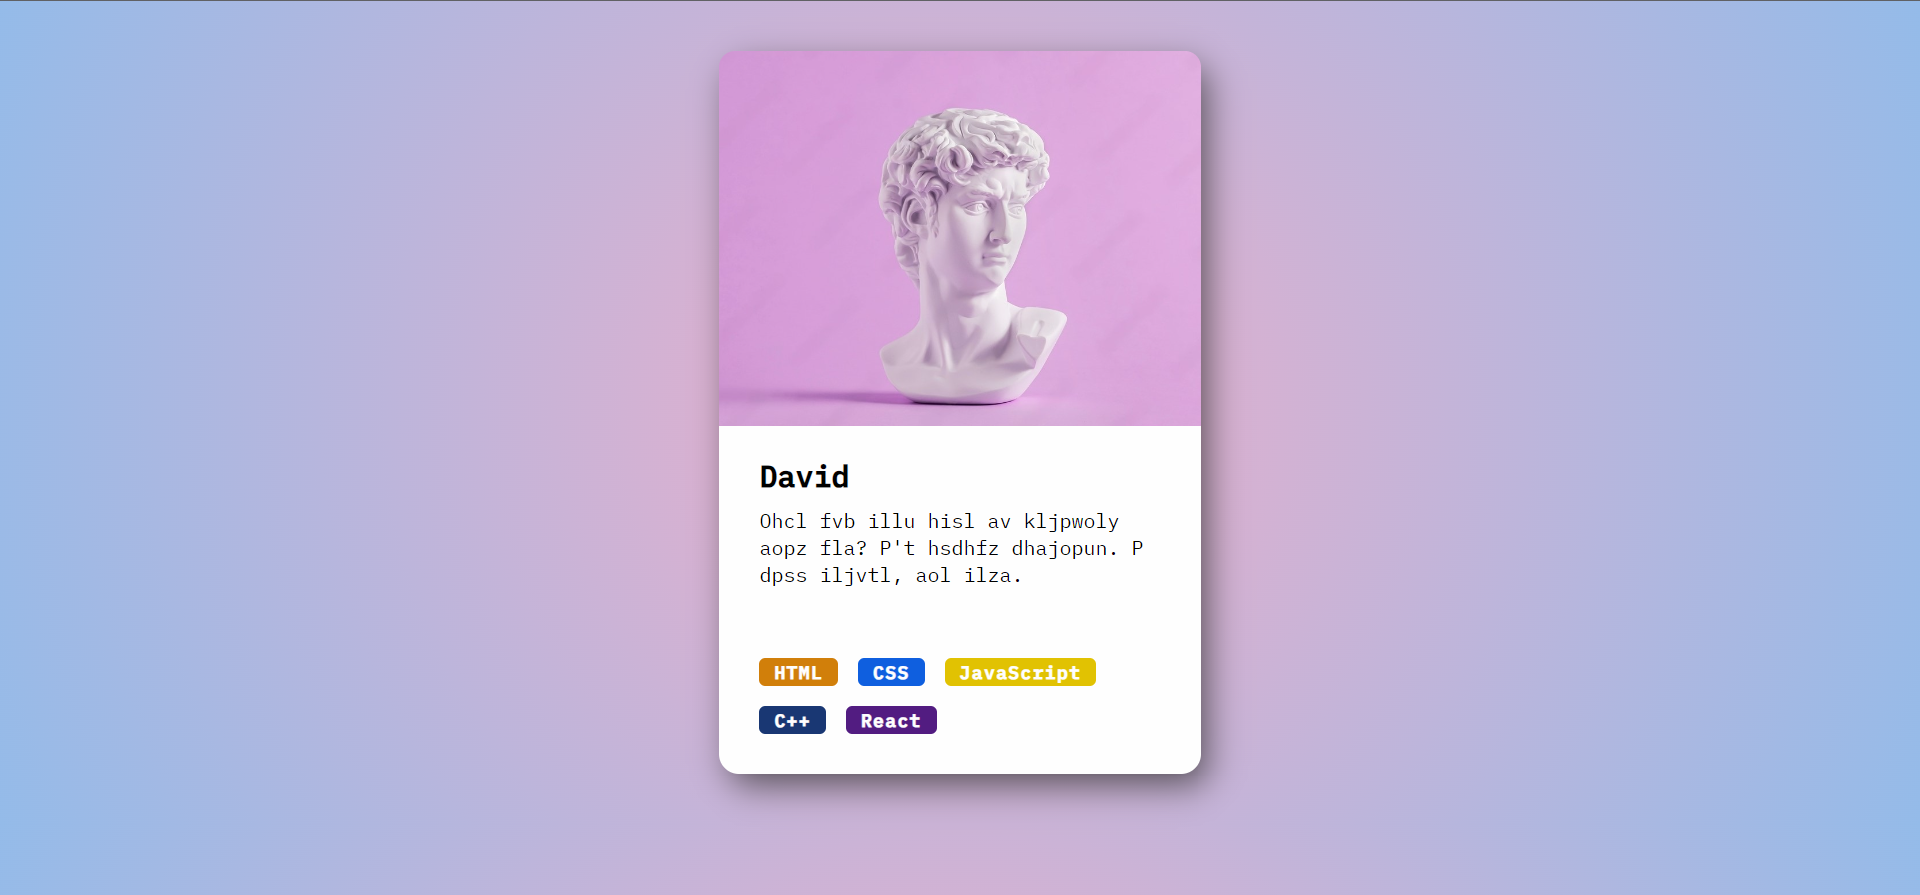 David
Ohcl fvb illu hisl av kljpwoly
aopz fla? P't hsdhfz dhajopun. P
dpss iljvtl, aol ilza.
HTML CSS JavaScript
C++ React